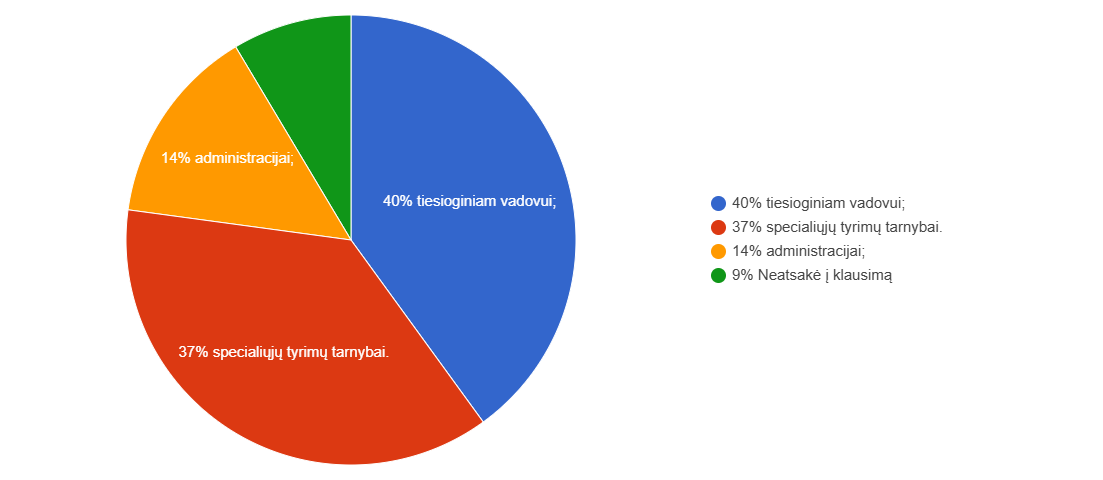 14% administracijai;
40% tiesioginiam vadovui;
37% specialiųjų tyrimų tarnybai.
40% tiesioginiam vadovui;
37% specialiųjų tyrimų tarnybai.
14% administracijai;
9% Neatsakė į klausimą